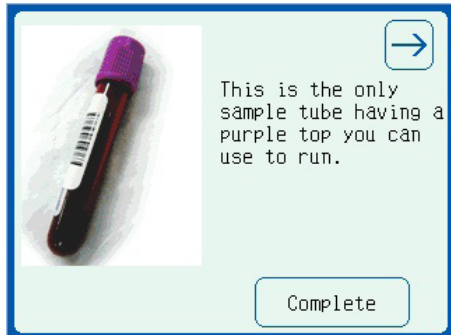 This is the only
sample tube having a
purple top you can
use to run.
Complete